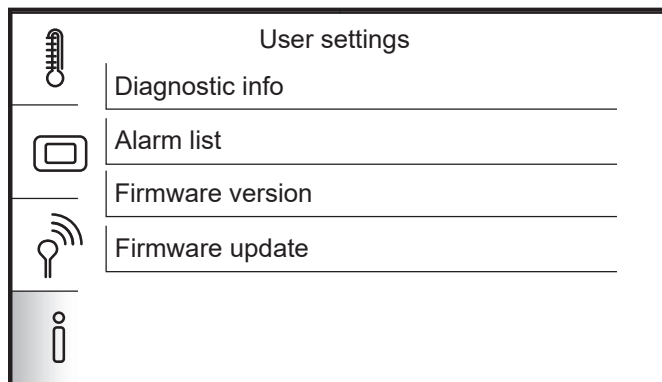 User settings
Diagnostic info
Alarm list
Firmware version
Firmware update